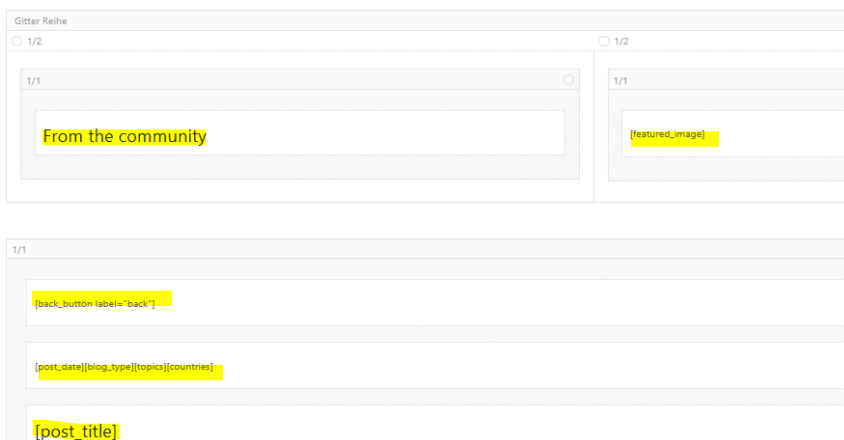 Gitter Reihe
1/2 1/2
1/1 1/1
From the community [featured_image]
1/1
[back_button label="back"]
[post_date][blog_type][topics][countries]
[post_title]